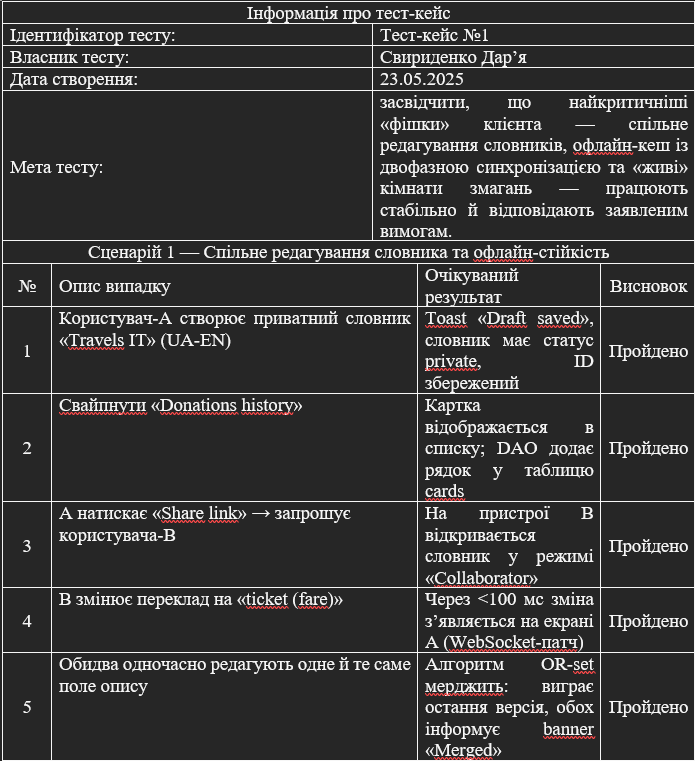 Інформація про тест-кейс
Ідентифікатор тесту: Тест-кейс №1
Власник тесту: Свириденко Дар’я
Дата створення: 23.05.2025
Мета тесту:
засвідчити, що найкритичніші
«фішки» клієнта — спільне
редагування словників, офлайн-кеш із
двофазною синхронізацією та «живі»
кімнати змагань — працюють
стабільно й відповідають заявленим
вимогам.
Сценарій 1 — Спільне редагування словника та офлайн-стійкість
№
Опис випадку
Очікуваний
результат
Висновок
1
Користувач-А створює приватний словник
«Travels IT» (UA-EN)
Toast «Draft saved»,
словник має статус
private, ID
збережений
Пройдено
2
Свайпнути «Donations history»
Картка
відображається в
списку; DAO додає
рядок у таблицю
cards
Пройдено
3
А натискає «Share link» → запрошує
користувача-В
На пристрої В
відкривається
словник у режимі
«Collaborator»
Пройдено
4
В змінює переклад на «ticket (fare)»
Через <100 мс зміна
з’являється на екрані
А (WebSocket-патч)
Пройдено
5
Обидва одночасно редагують одне й те саме
поле опису
Алгоритм OR-set
мерджить: виграє
остання версія, обох
інформує banner
«Merged»
Пройдено